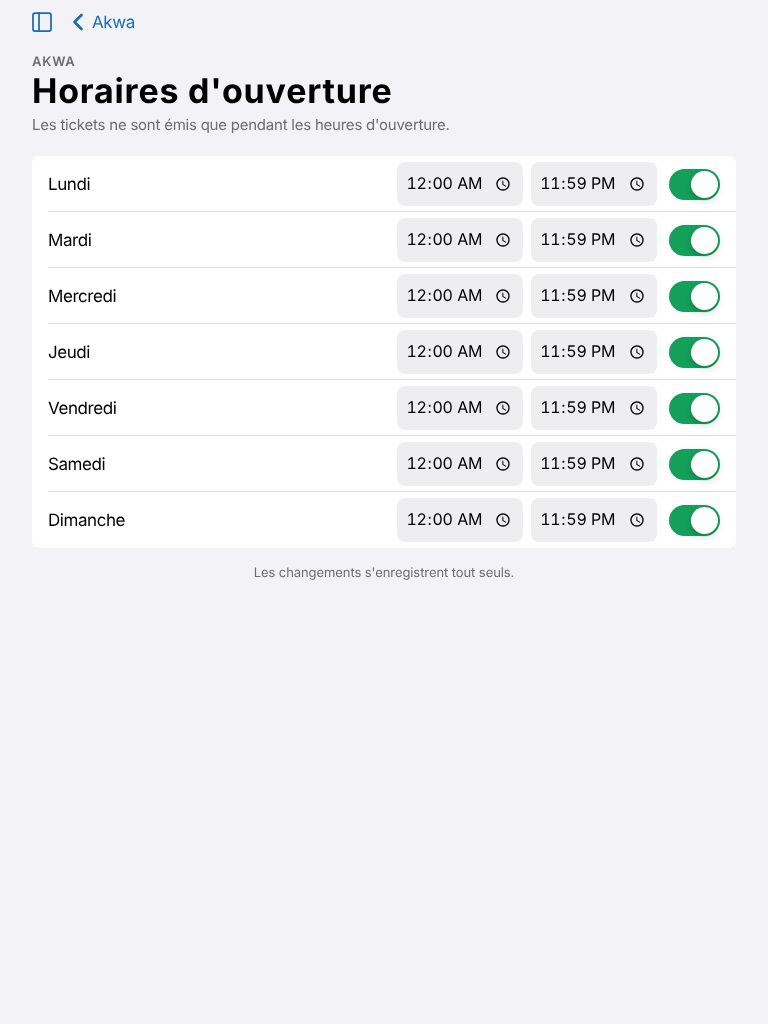 Akwa
AKWA
Horaires d'ouverture
Les tickets ne sont émis que pendant les heures d'ouverture.
Lundi 12:00 AM 11:59 PM
Mardi 12:00 AM 11:59 PM
Mercredi 12:00 AM 11:59 PM
Jeudi 12:00 AM 11:59 PM
Vendredi 12:00 AM 11:59 PM
Samedi 12:00 AM 11:59 PM
Dimanche 12:00 AM 11:59 PM
Les changements s'enregistrent tout seuls.